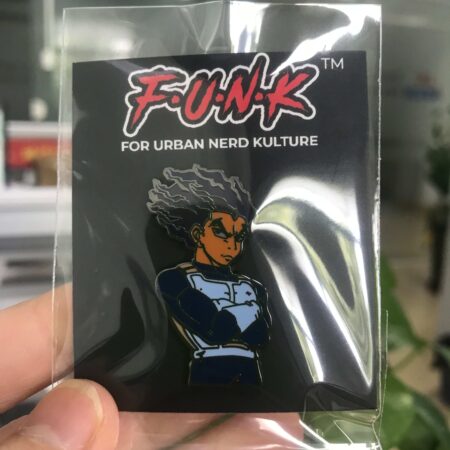 F·U·N·K™
FOR URBAN NERD KULTURE